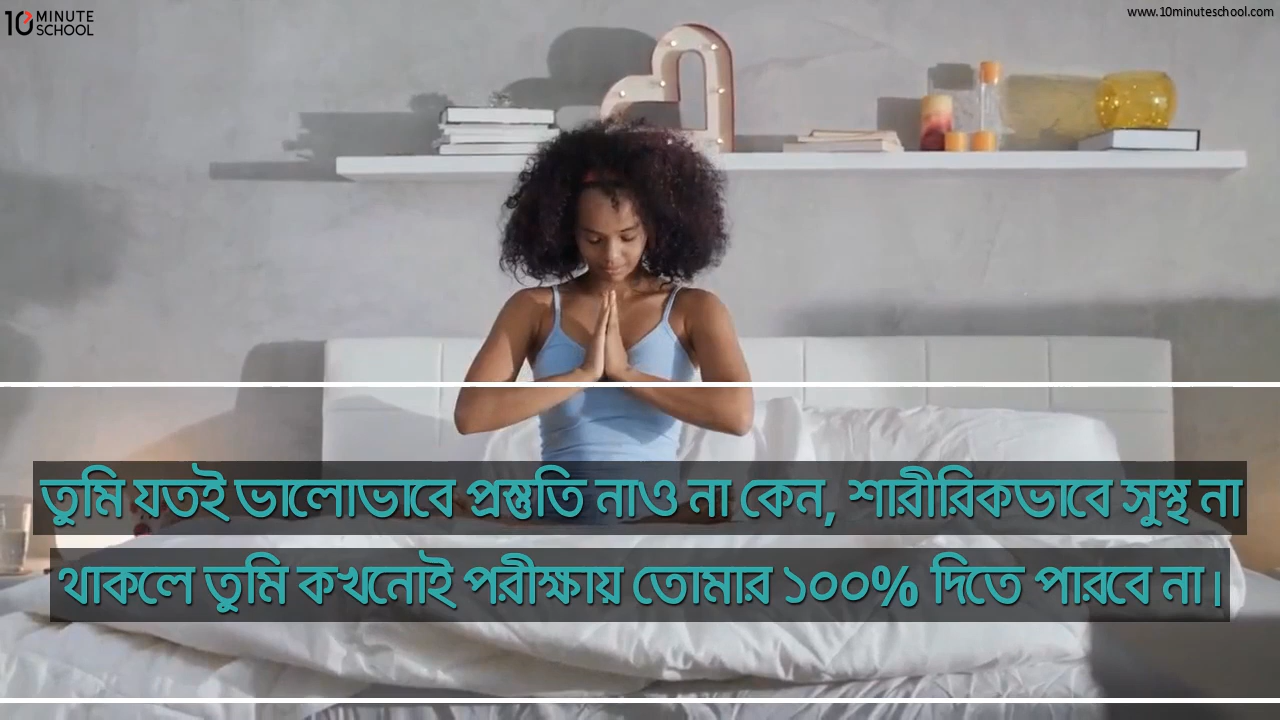 10 MINUTE SCHOOL
www.10minuteschool.com
তুমি যতই ভালোভাবে প্রস্তুতি নাও না কেন, শারীরিকভাবে সুস্থ না
থাকলে তুমি কখনোই পরীক্ষায় তোমার ১০০% দিতে পারবে না।